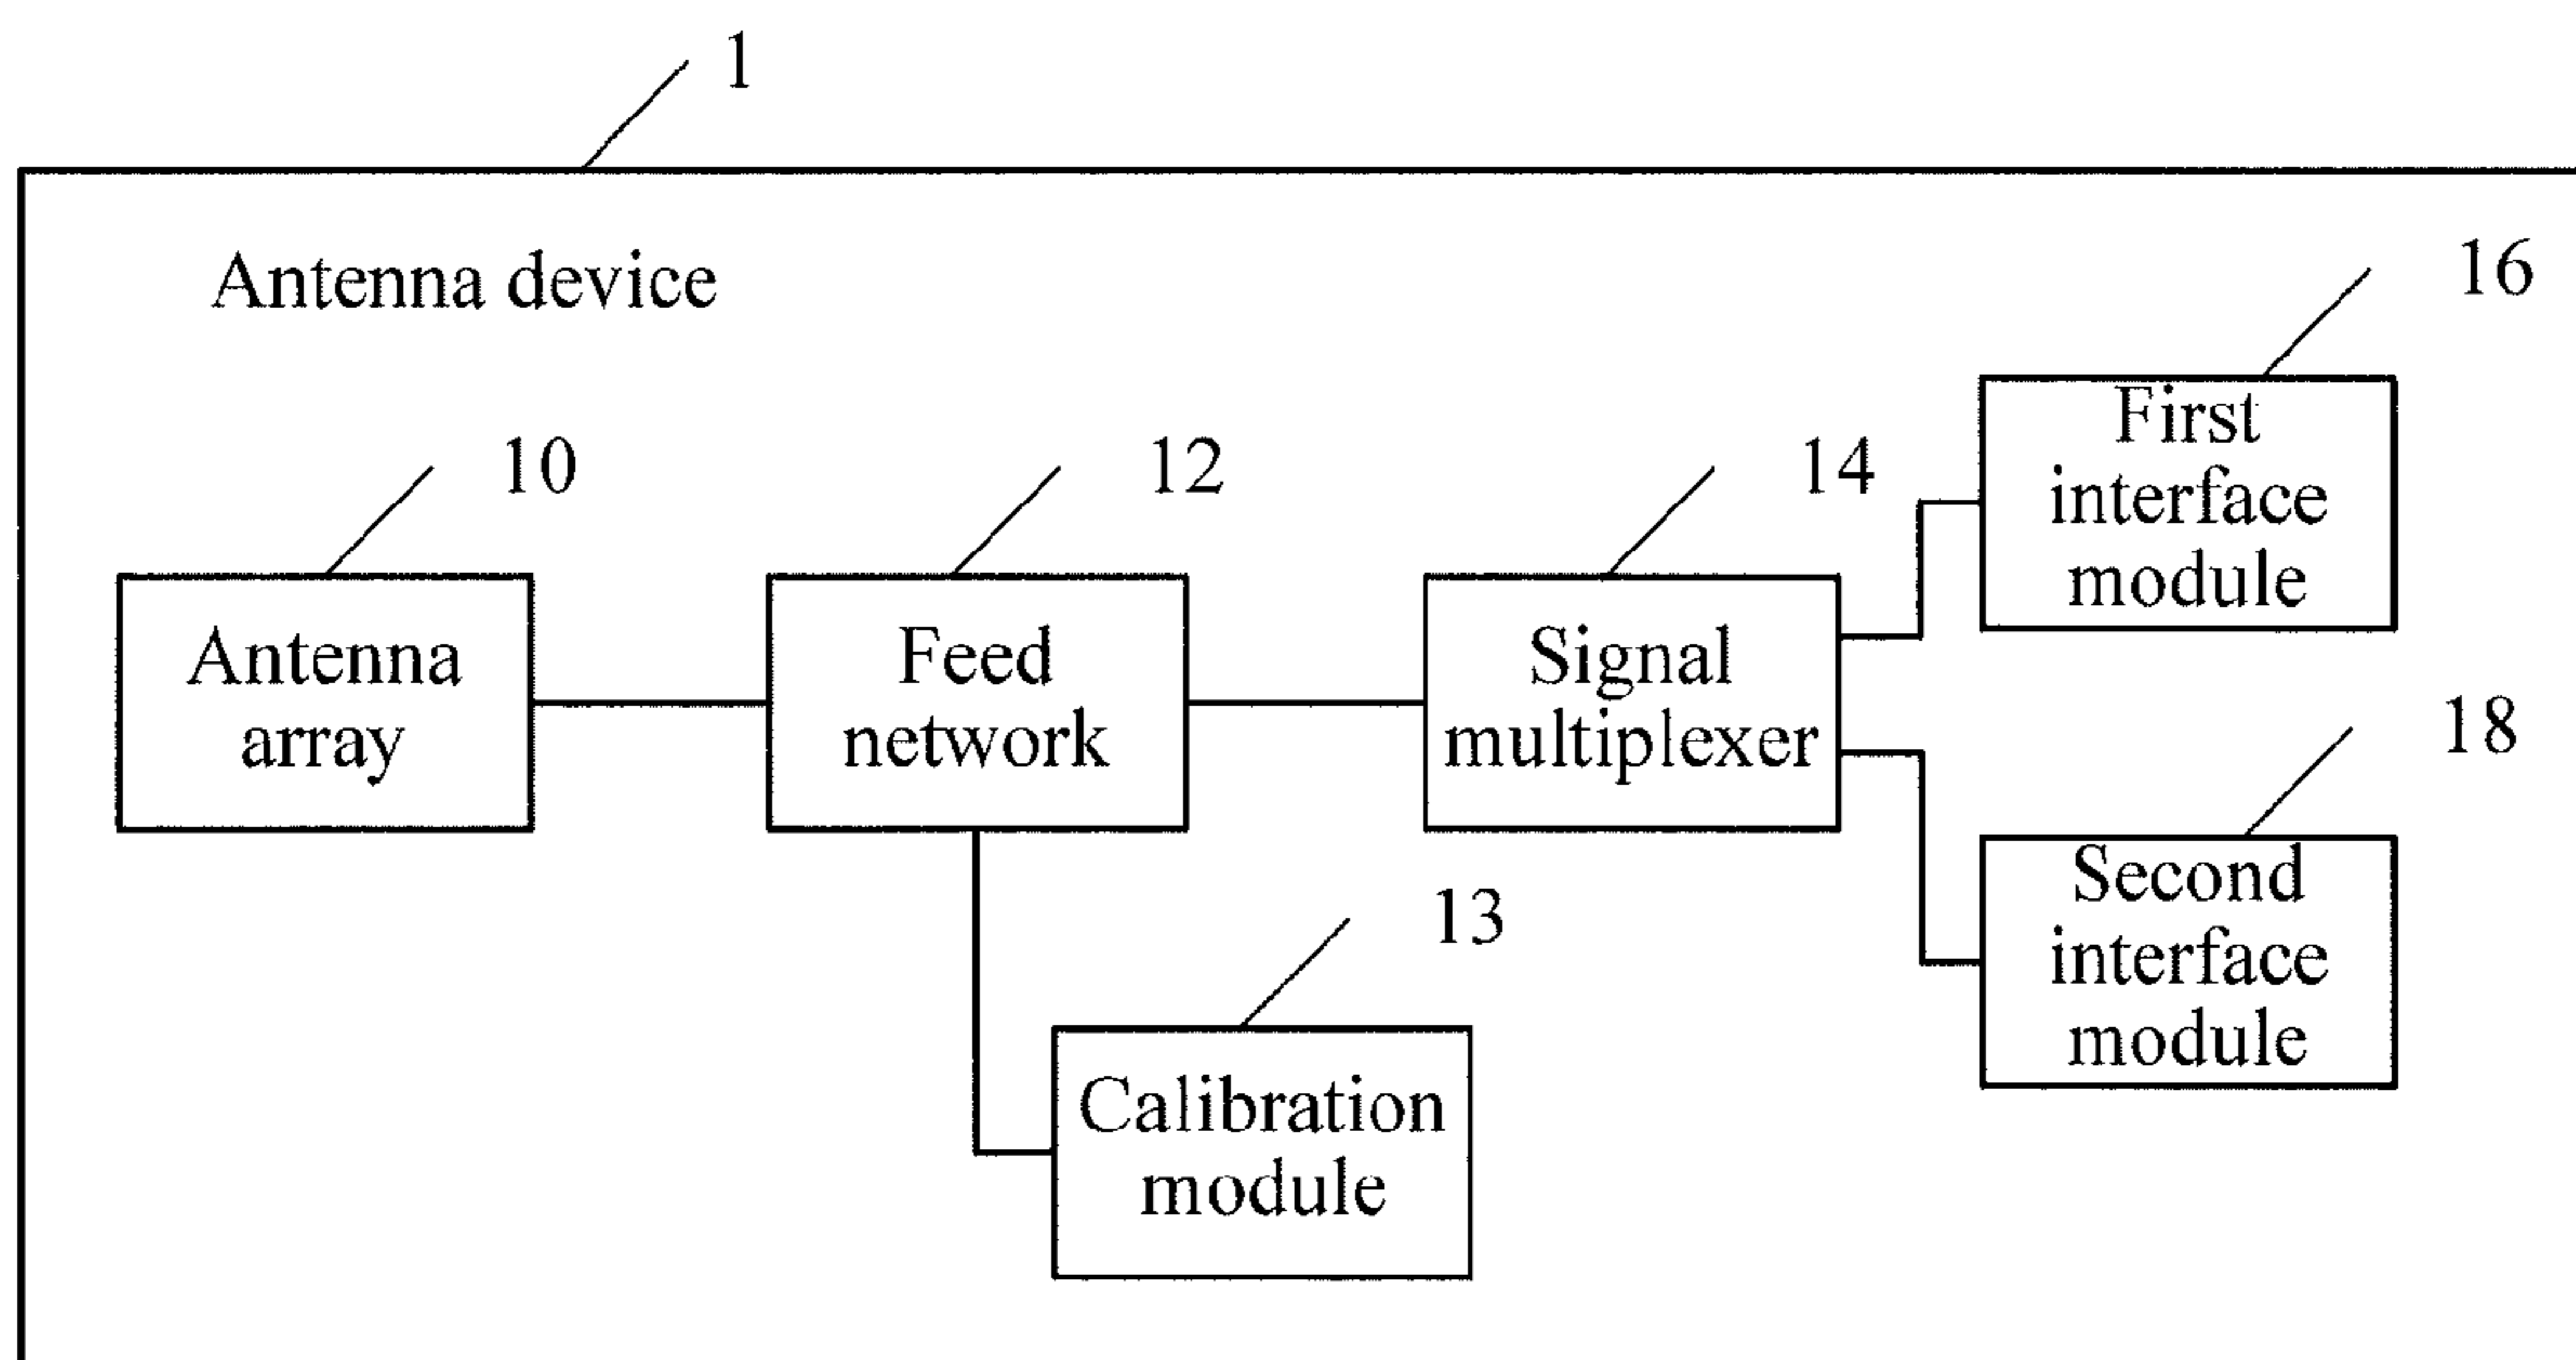 1
Antenna device
16
First
interface
module
10
12
14
Antenna
array
Feed
network
Signal
multiplexer
18
Second
interface
module
13
Calibration
module